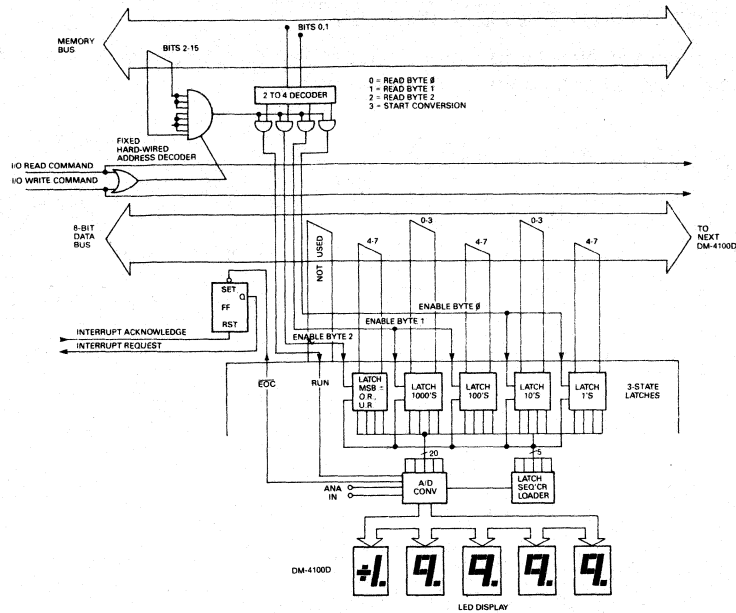 MEMORY
BUS
BITS 2-15
BITS 0,1
2 TO 4 DECODER
0 = READ BYTE Ø
1 = READ BYTE 1
2 = READ BYTE 2
3 = START CONVERSION
FIXED
HARD-WIRED
ADDRESS DECODER
I/O READ COMMAND
I/O WRITE COMMAND
8-BIT
DATA
BUS
NOT USED
4-7
0-3
4-7
0-3
4-7
TO
NEXT
DM-4100D
SET
Q
FF
RST
INTERRUPT ACKNOWLEDGE
INTERRUPT REQUEST
ENABLE BYTE Ø
ENABLE BYTE 1
ENABLE BYTE 2
EOC
RUN
LATCH
MSB =
O.R.,
U.R
LATCH
1000'S
LATCH
100'S
LATCH
10'S
LATCH
1'S
3-STATE
LATCHES
20
5
ANA
IN
A/D
CONV
LATCH
SEQ'CR
LOADER
DM-4100D
±1.
9.
9.
9.
9.
LED DISPLAY